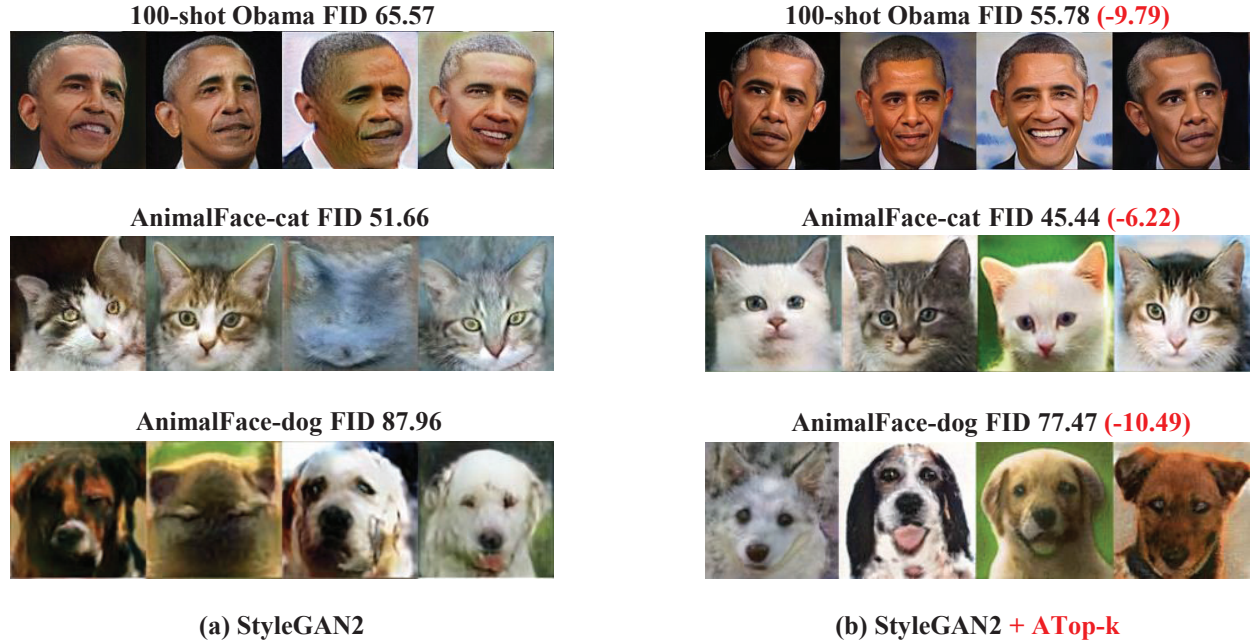 100-shot Obama FID 65.57
100-shot Obama FID 55.78 (-9.79)
AnimalFace-cat FID 51.66
AnimalFace-cat FID 45.44 (-6.22)
AnimalFace-dog FID 87.96
AnimalFace-dog FID 77.47 (-10.49)
(a) StyleGAN2
(b) StyleGAN2 + ATop-k